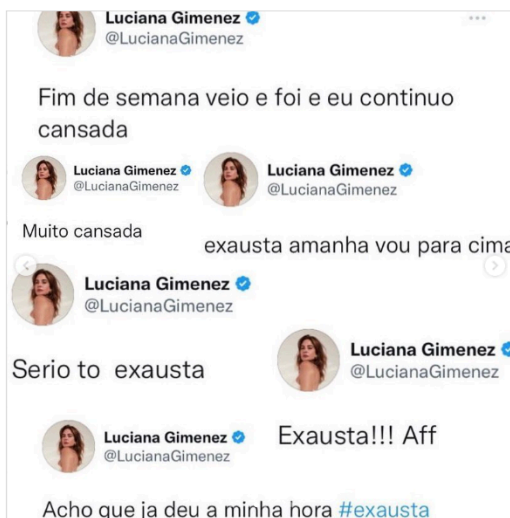 Luciana Gimenez
@LucianaGimenez
Fim de semana veio e foi e eu continuo
cansada
Luciana Gimenez
@LucianaGimenez
Muito cansada
Luciana Gimenez
@LucianaGimenez
exausta amanha vou para cima
Luciana Gimenez
@LucianaGimenez
Serio to exausta
Luciana Gimenez
@LucianaGimenez
Exausta!!! Aff
Luciana Gimenez
@LucianaGimenez
Acho que ja deu a minha hora #exausta